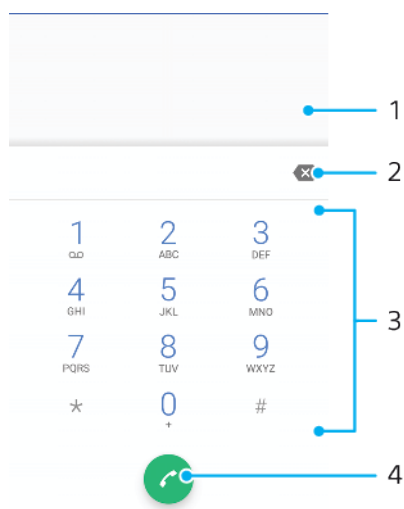 1
2
1 2 3
ABC DEF
4 5 6
GHI JKL MNO
3
7 8 9
PQRS TUV WXYZ
* 0 #
+
4